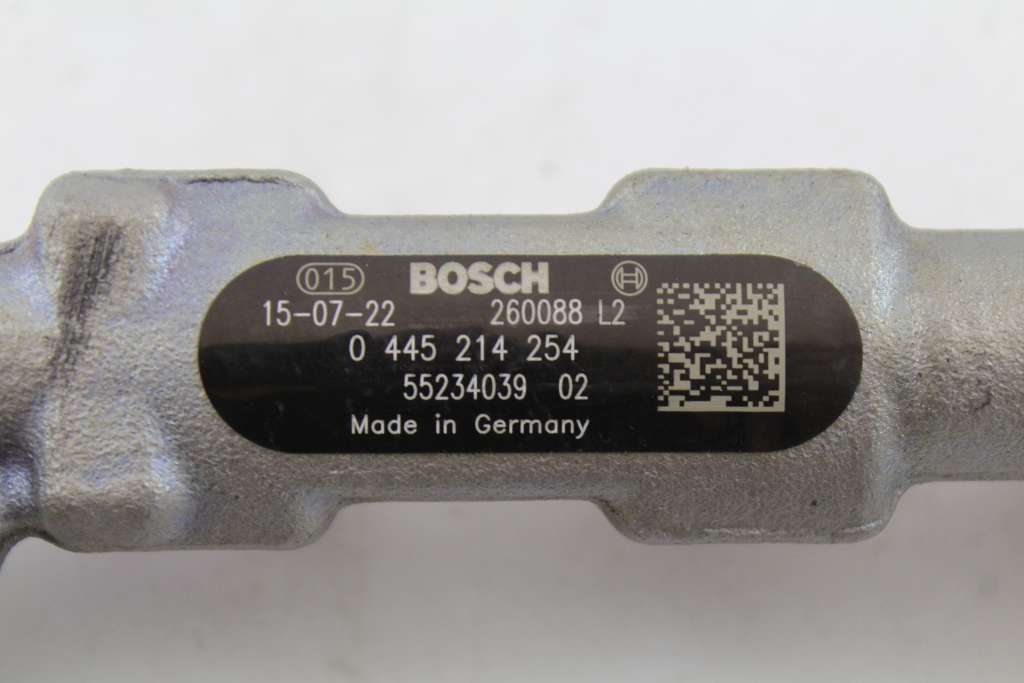 015 BOSCH
15-07-22 260088 L2
0 445 214 254
55234039 02
Made in Germany